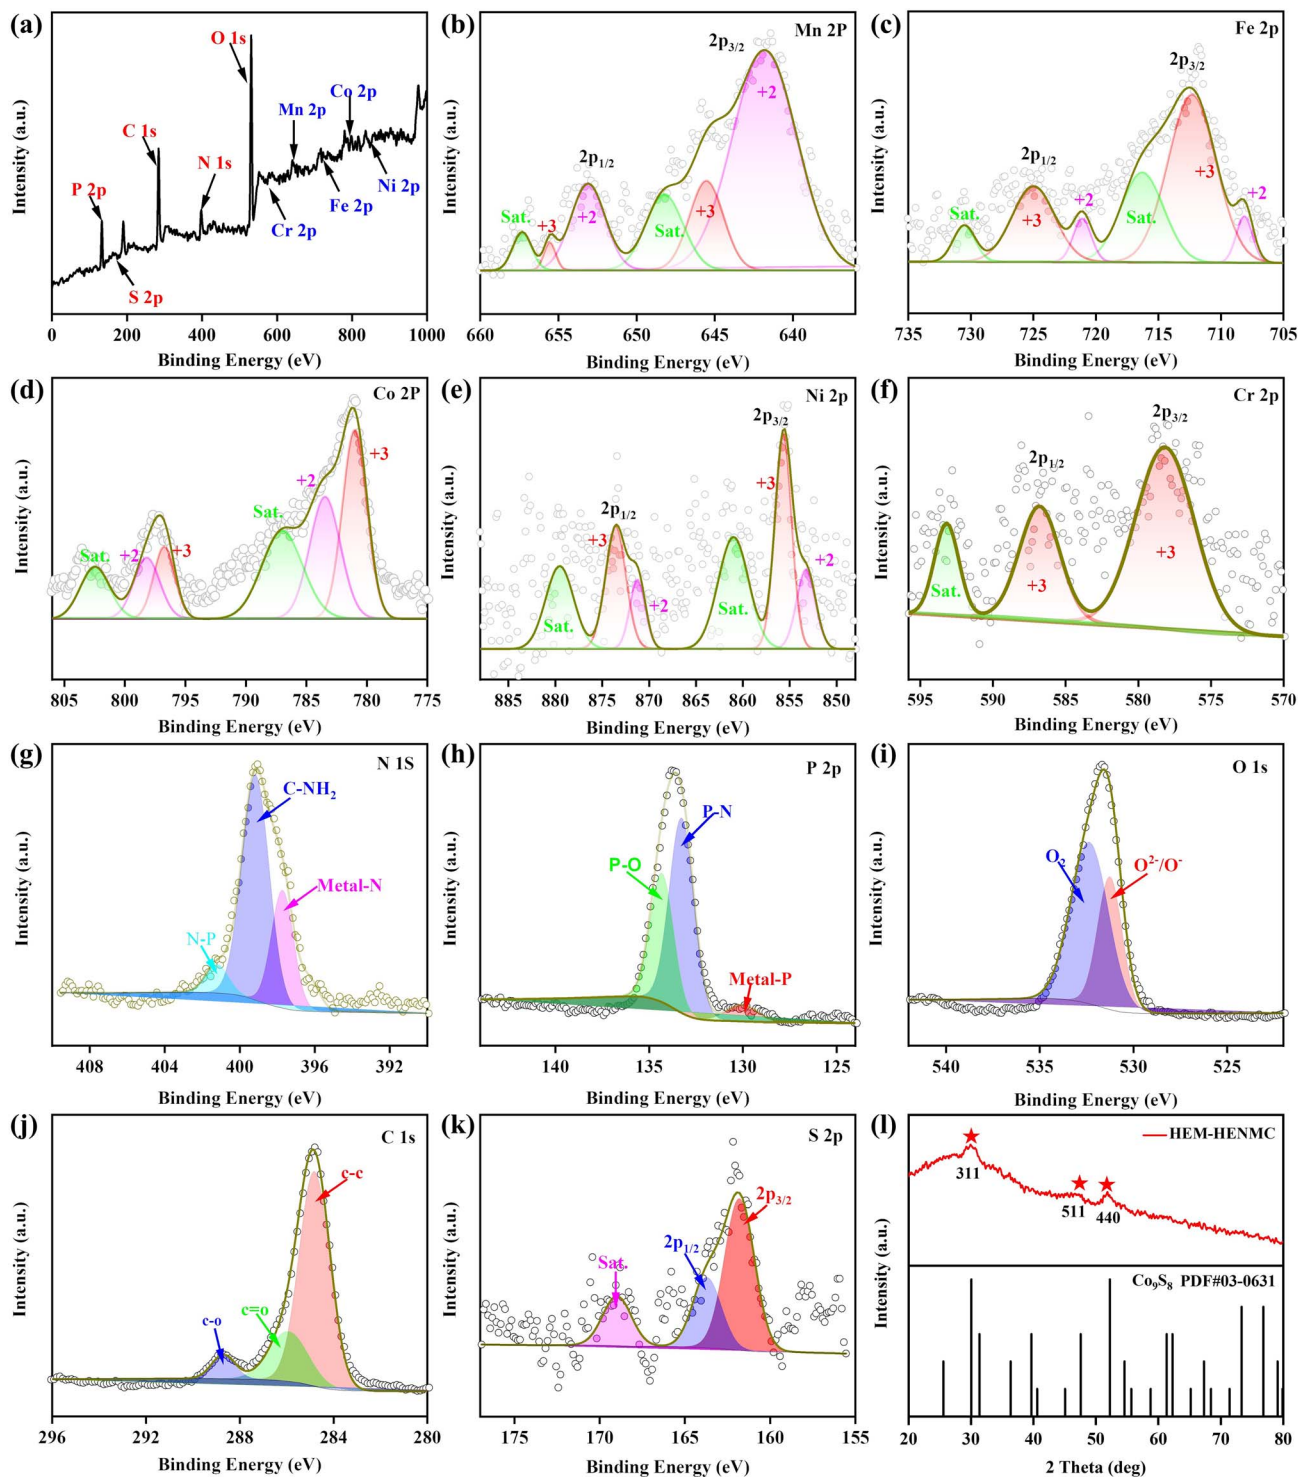 (a)
O 1s
C 1s
P 2p
N 1s
S 2p
Mn 2p
Co 2p
Cr 2p
Fe 2p
Ni 2p
Intensity (a.u.)
0 200 400 600 800 1000
Binding Energy (eV)
(b)
Mn 2P
2p3/2
+2
2p1/2
Sat.
+3
+2
Sat.
+3
Intensity (a.u.)
660 655 650 645 640
Binding Energy (eV)
(c)
Fe 2p
2p3/2
2p1/2
Sat.
+3
+2
Sat.
+3
+2
Intensity (a.u.)
735 730 725 720 715 710 705
Binding Energy (eV)
(d)
Co 2P
Sat.
+2
+3
Sat.
+2
+3
Intensity (a.u.)
805 800 795 790 785 780 775
Binding Energy (eV)
(e)
Ni 2p
2p3/2
2p1/2
Sat.
+3
+2
Sat.
+3
+2
Intensity (a.u.)
885 880 875 870 865 860 855 850
Binding Energy (eV)
(f)
Cr 2p
2p3/2
2p1/2
Sat.
+3
+3
Intensity (a.u.)
595 590 585 580 575 570
Binding Energy (eV)
(g)
N 1S
C-NH2
Metal-N
N-P
Intensity (a.u.)
408 404 400 396 392
Binding Energy (eV)
(h)
P 2p
P-N
P-O
Metal-P
Intensity (a.u.)
140 135 130 125
Binding Energy (eV)
(i)
O 1s
O2
O2-/O-
Intensity (a.u.)
540 535 530 525
Binding Energy (eV)
(j)
C 1s
c-c
c=o
c-o
Intensity (a.u.)
296 292 288 284 280
Binding Energy (eV)
(k)
S 2p
2p3/2
2p1/2
Sat.
Intensity (a.u.)
175 170 165 160 155
Binding Energy (eV)
(l)
HEM-HENMC
311
511
440
Co9S8 PDF#03-0631
Intensity (a.u.)
20 30 40 50 60 70 80
2 Theta (deg)